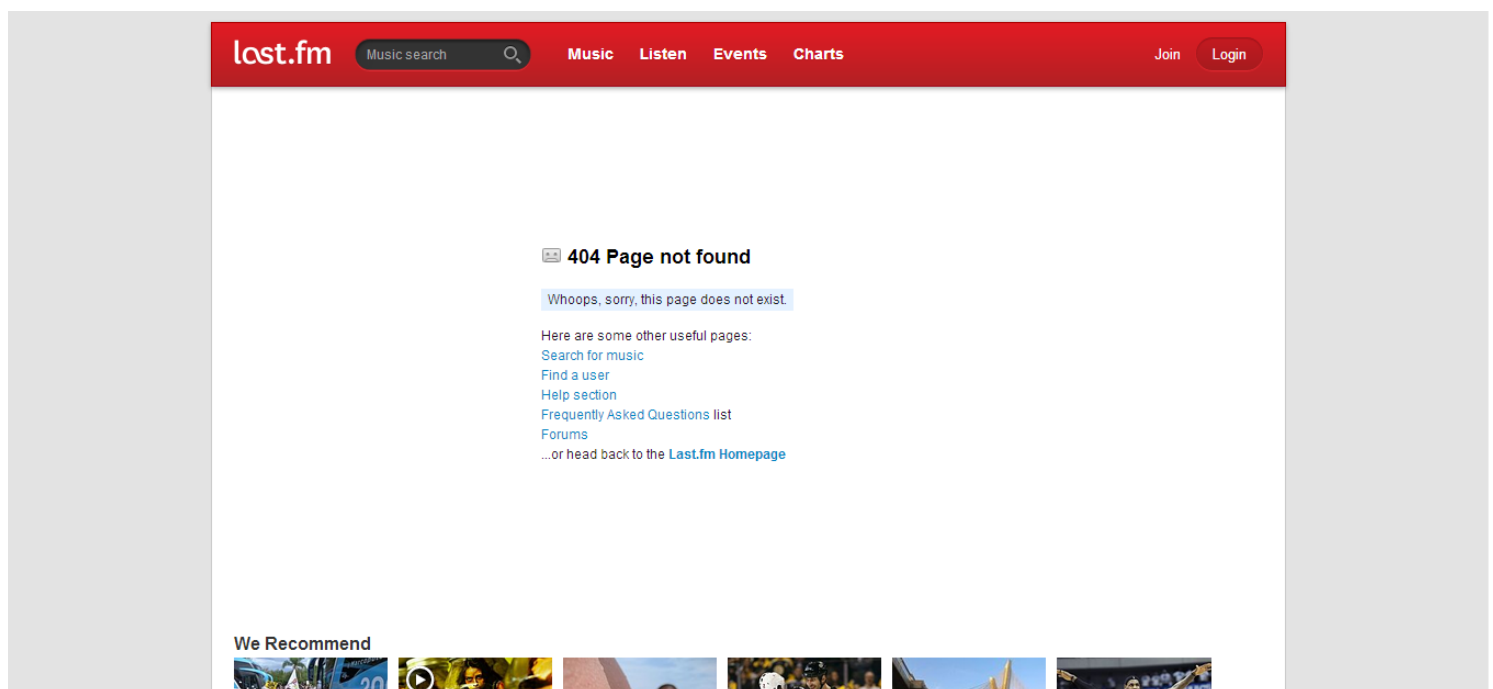 last.fm Music search Music Listen Events Charts Join Login
404 Page not found
Whoops, sorry, this page does not exist.
Here are some other useful pages:
Search for music
Find a user
Help section
Frequently Asked Questions list
Forums
...or head back to the Last.fm Homepage
We Recommend